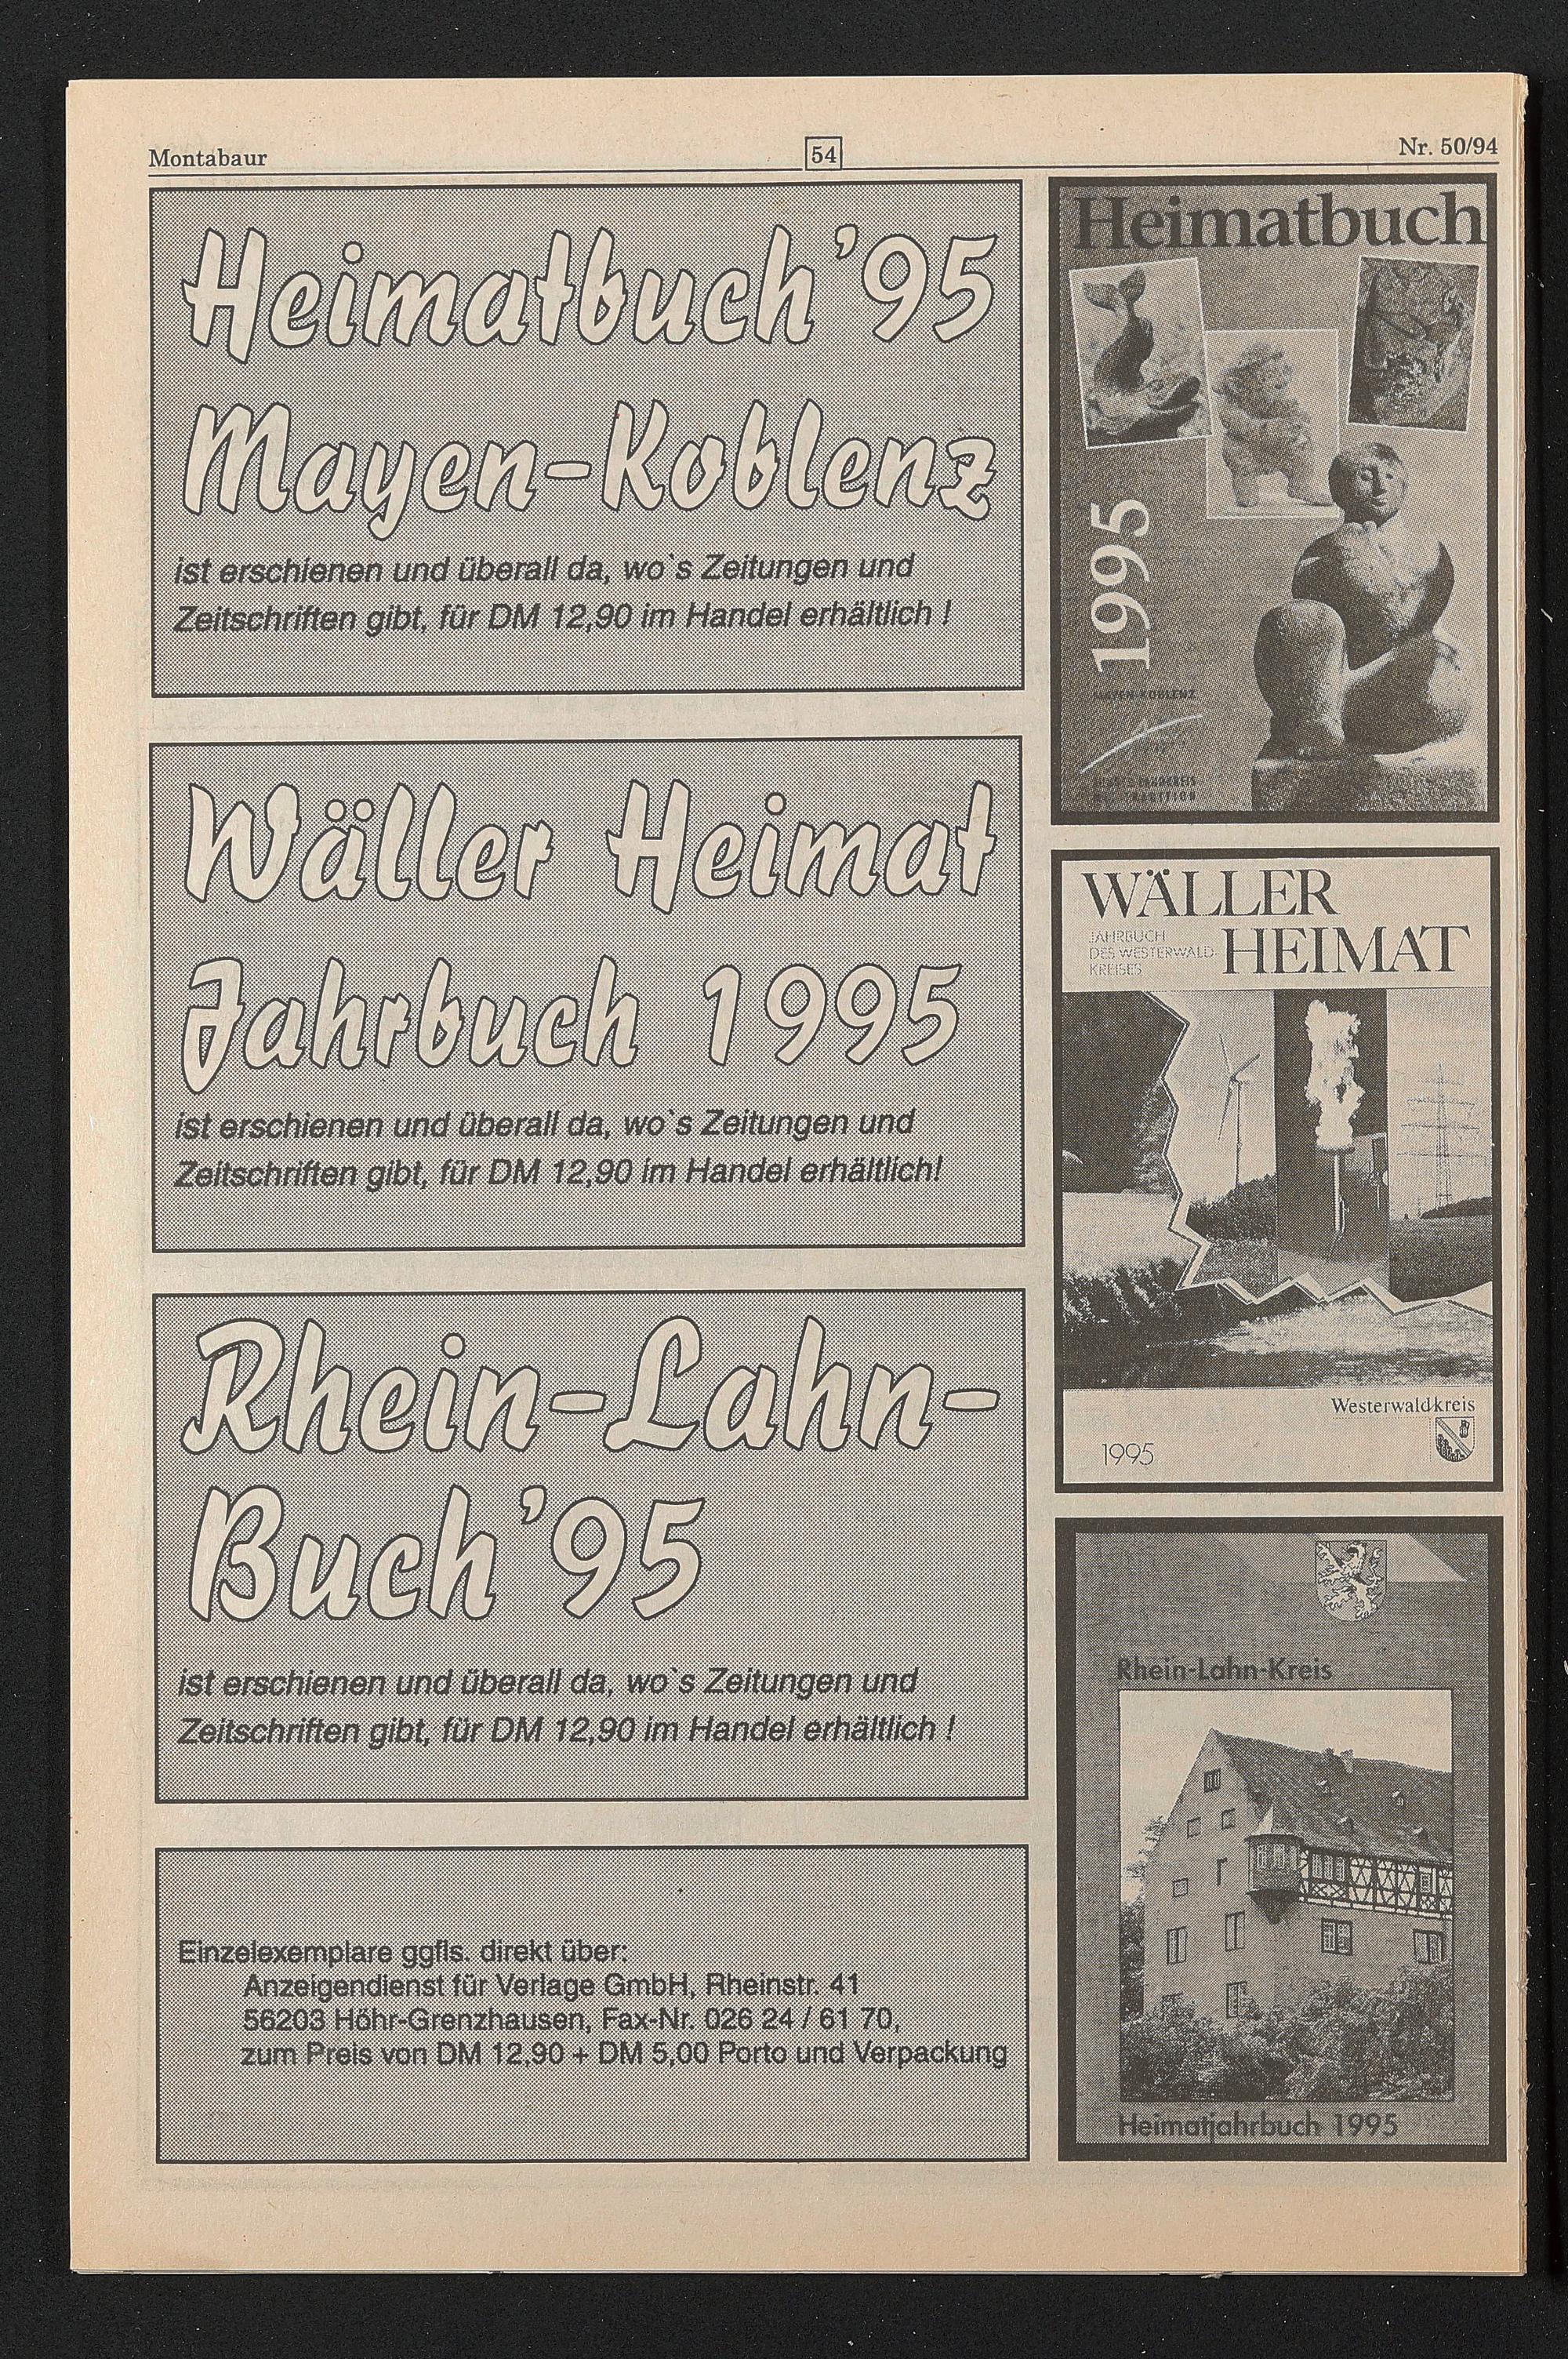 Montabaur
54
Nr. 50/94
Heimatbuch '95
Mayen-Koblenz
ist erschienen und überall da, wo`s Zeitungen und
Zeitschriften gibt, für DM 12,90 im Handel erhältlich !
Wäller Heimat
Jahrbuch 1995
ist erschienen und überall da, wo`s Zeitungen und
Zeitschriften gibt, für DM 12,90 im Handel erhältlich!
Rhein-Lahn-
Buch '95
ist erschienen und überall da, wo`s Zeitungen und
Zeitschriften gibt, für DM 12,90 im Handel erhältlich !
Einzelexemplare ggfls. direkt über:
Anzeigendienst für Verlage GmbH, Rheinstr. 41
56203 Höhr-Grenzhausen, Fax-Nr. 026 24 / 61 70,
zum Preis von DM 12,90 + DM 5,00 Porto und Verpackung
Heimatbuch
1995
MAYEN-KOBLENZ
LANDKREIS
TRADITION
WÄLLER
HEIMAT
JAHRBUCH
DES WESTERWALD-
KREISES
Westerwaldkreis
1995
Rhein-Lahn-Kreis
Heimatjahrbuch 1995